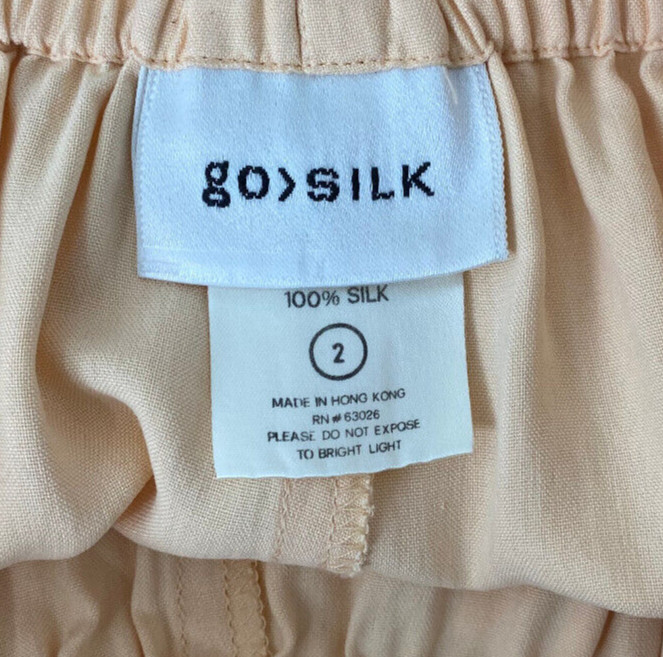 go>SILK
100% SILK
2
MADE IN HONG KONG
RN# 63026
PLEASE DO NOT EXPOSE
TO BRIGHT LIGHT